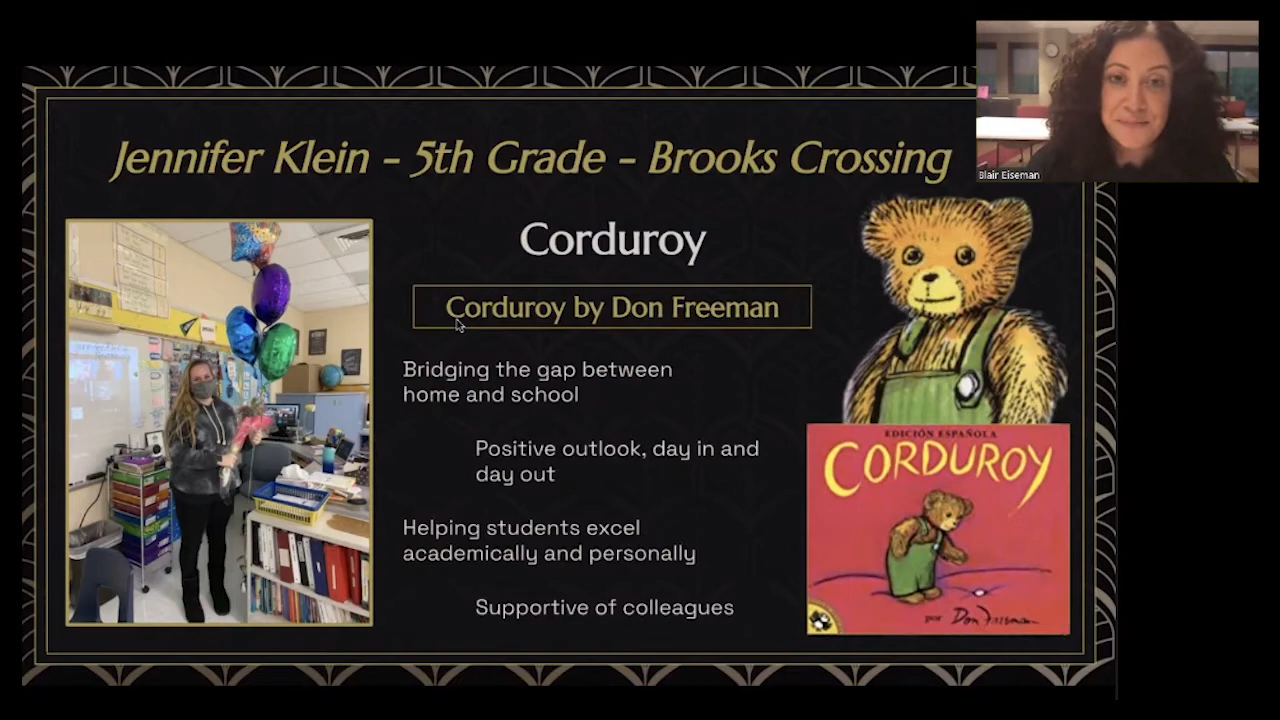 Jennifer Klein - 5th Grade - Brooks Crossing
Blair Eiseman
Corduroy
Corduroy by Don Freeman
Bridging the gap between
home and school
Positive outlook, day in and
day out
Helping students excel
academically and personally
Supportive of colleagues
EDICIÓN ESPAÑOLA
CORDUROY
por Don Freeman